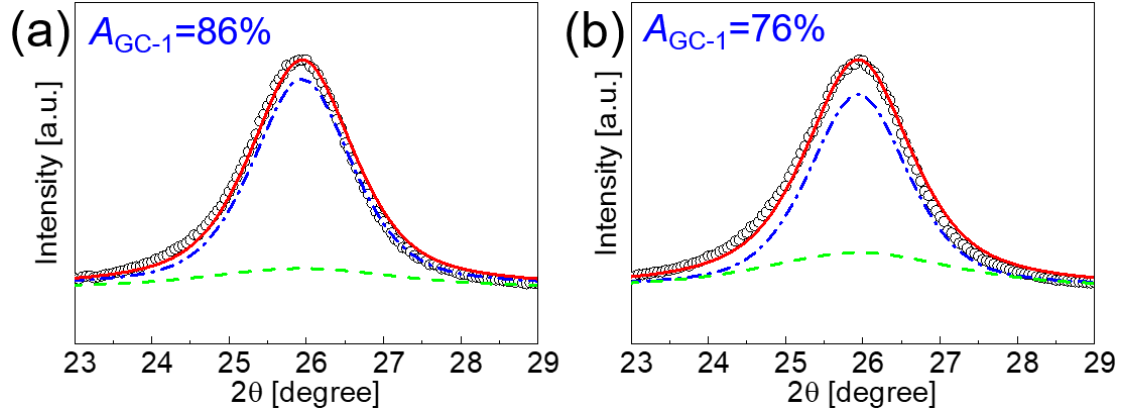 (a)
A_GC-1=86%
Intensity [a.u.]
23 24 25 26 27 28 29
2θ [degree]
(b)
A_GC-1=76%
Intensity [a.u.]
23 24 25 26 27 28 29
2θ [degree]